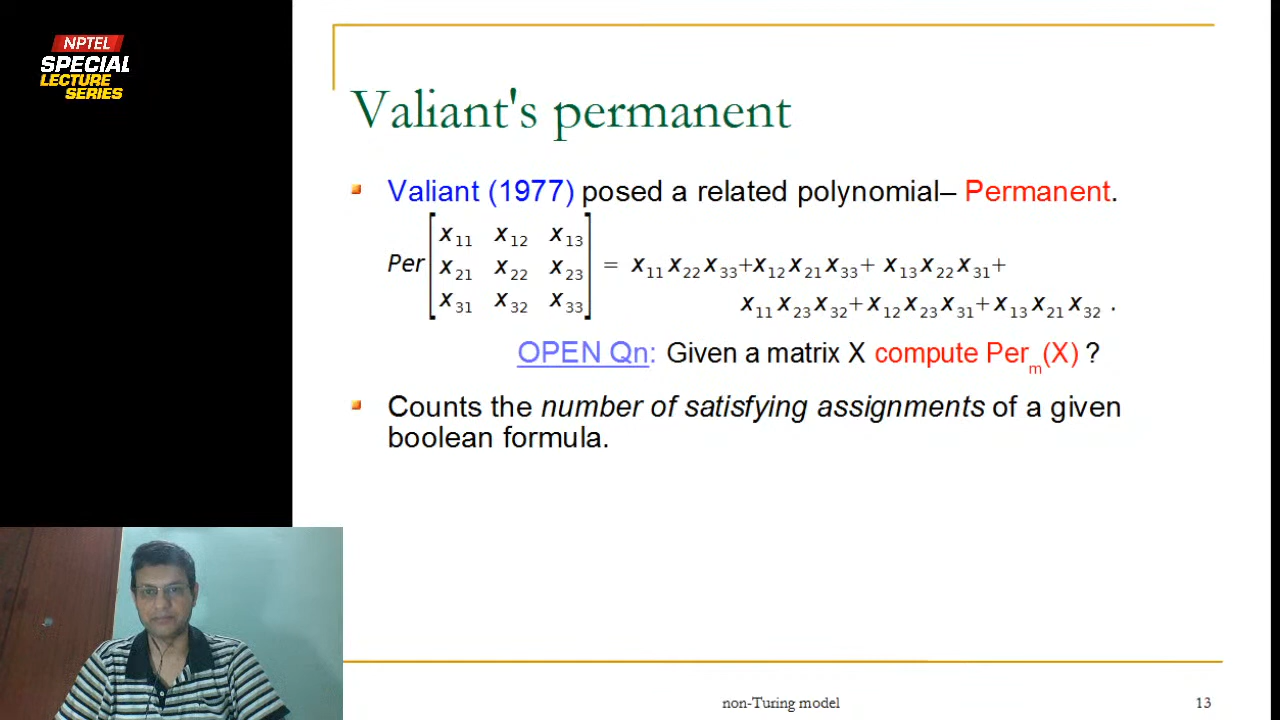 NPTEL
SPECIAL
LECTURE
SERIES
Valiant's permanent
Valiant (1977) posed a related polynomial– Permanent.
Per [ x₁₁ x₁₂ x₁₃
x₂₁ x₂₂ x₂₃
x₃₁ x₃₂ x₃₃ ] = x₁₁x₂₂x₃₃+x₁₂x₂₁x₃₃+ x₁₃x₂₂x₃₁+
x₁₁x₂₃x₃₂+x₁₂x₂₃x₃₁+x₁₃x₂₁x₃₂ .
OPEN Qn: Given a matrix X compute Perₘ(X) ?
Counts the number of satisfying assignments of a given
boolean formula.
non-Turing model 13